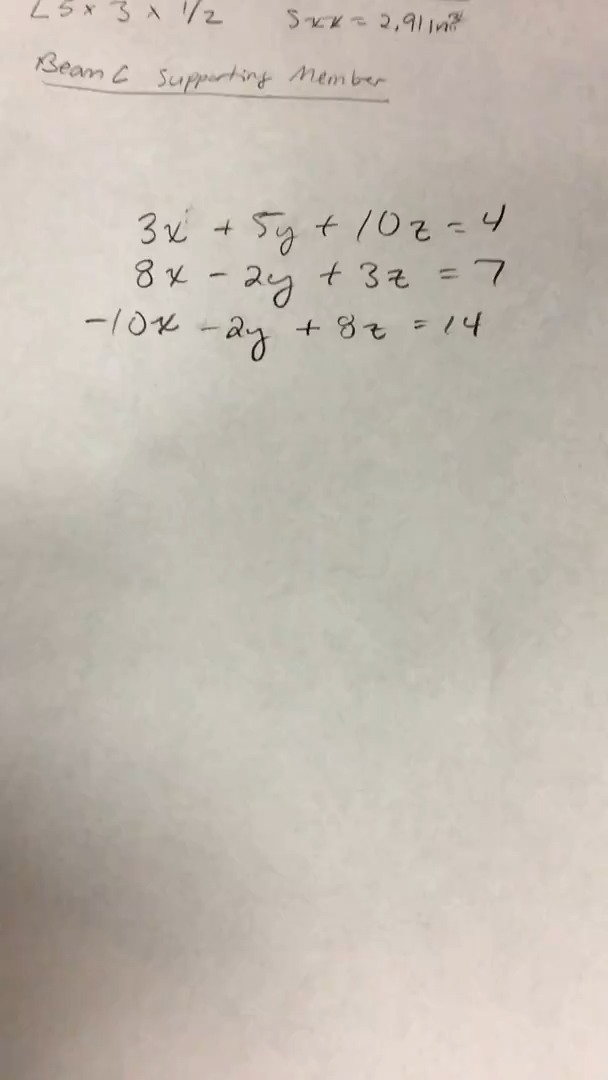 L5 x 3 x 1/2 Sxx = 2.91 in³
Beam C Supporting Member
3x + 5y + 10z = 4
8x - 2y + 3z = 7
-10x - 2y + 8z = 14